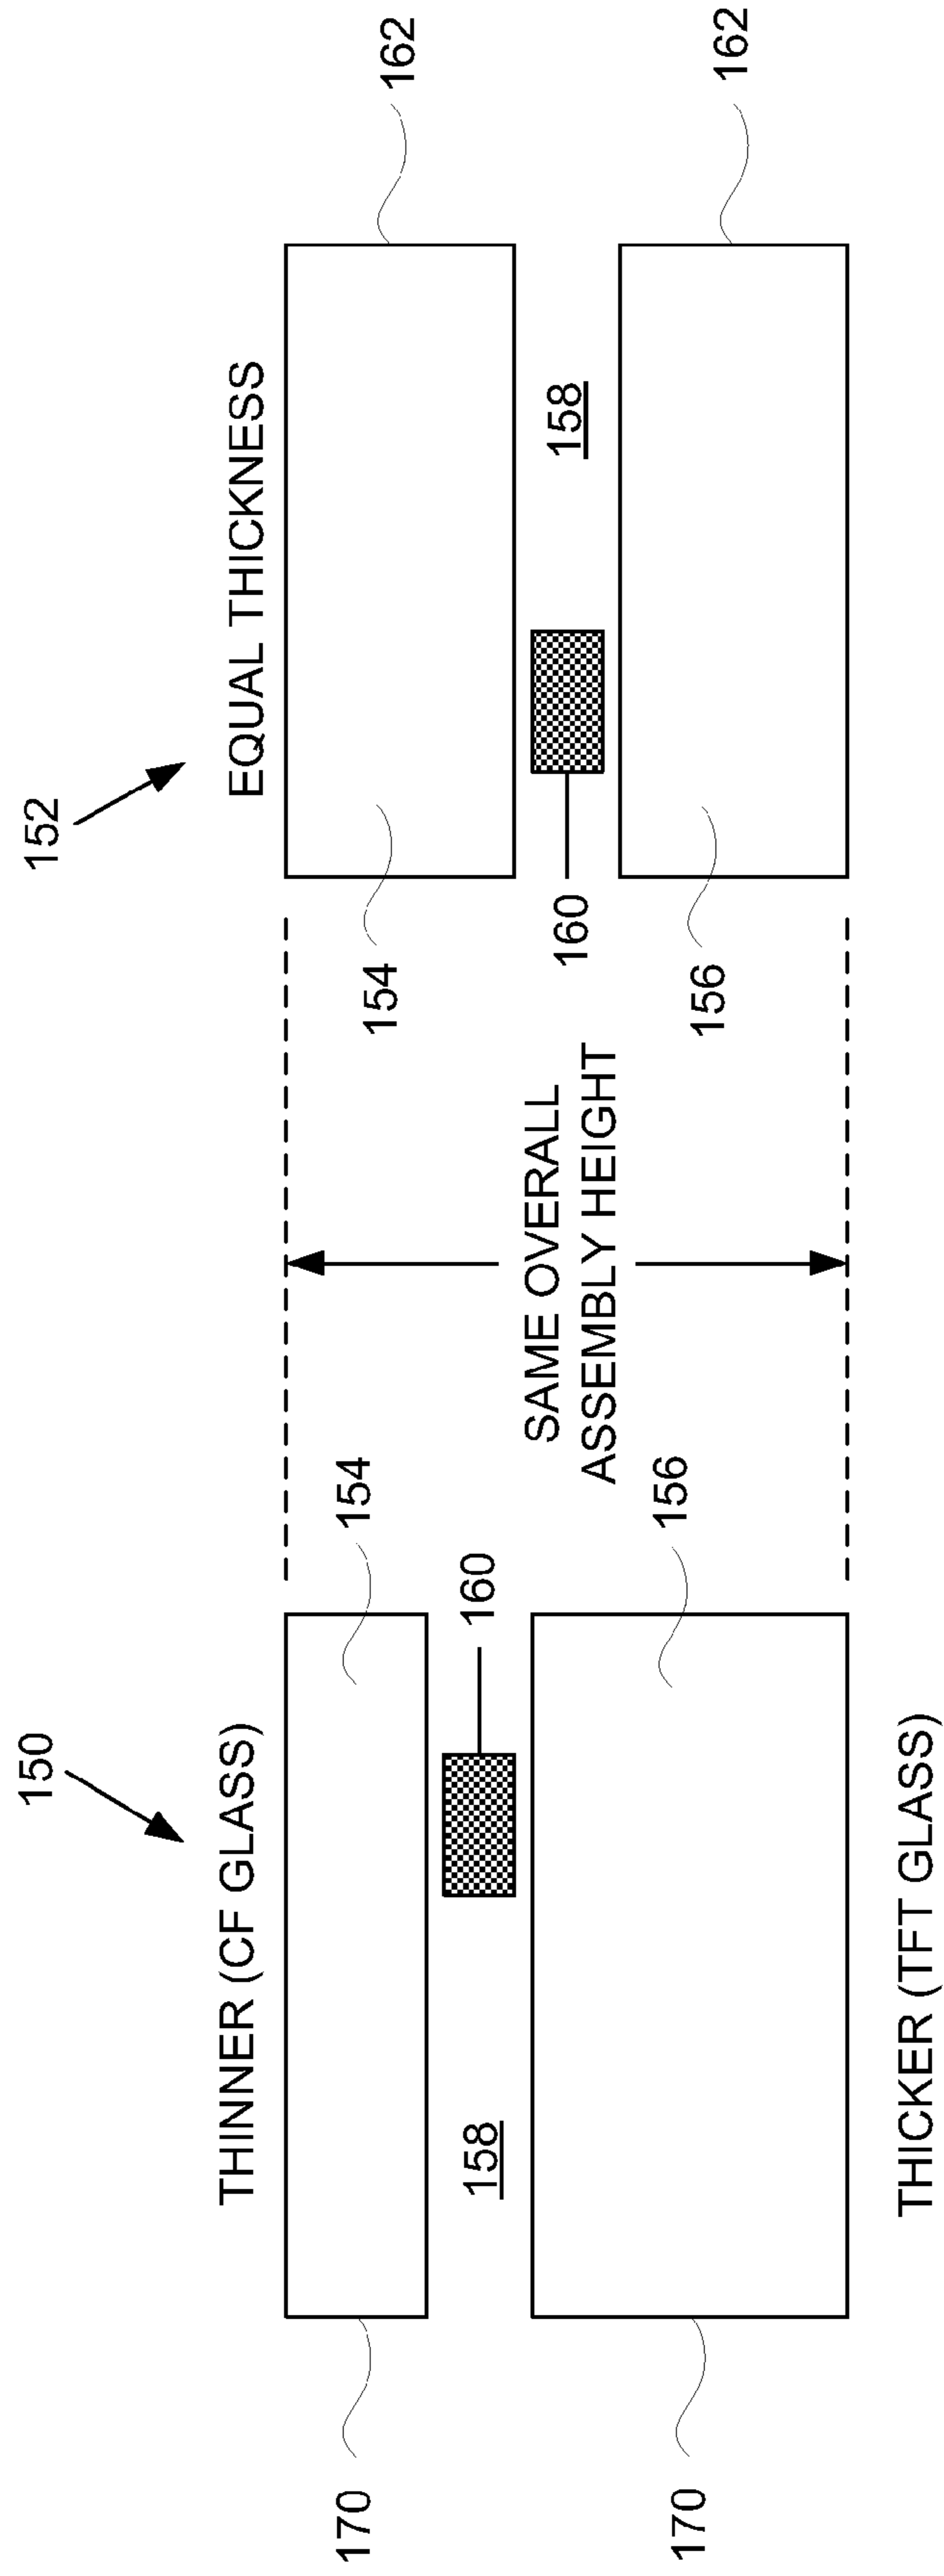 150
152
THINNER (CF GLASS)
EQUAL THICKNESS
170
154
154
162
158
160
SAME OVERALL
ASSEMBLY HEIGHT
160
158
170
156
156
162
THICKER (TFT GLASS)